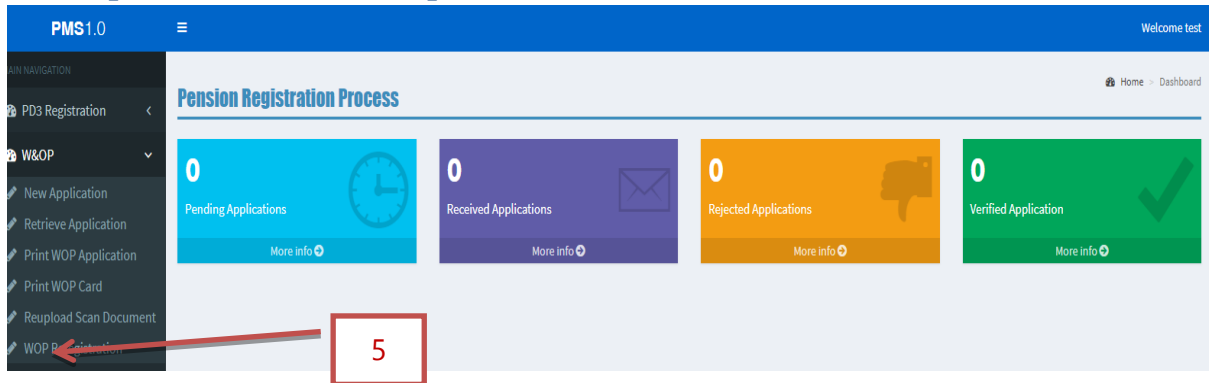 PMS1.0
Welcome test
MAIN NAVIGATION
Home > Dashboard
Pension Registration Process
PD3 Registration
W&OP
New Application
Retrieve Application
Print WOP Application
Print WOP Card
Reupload Scan Document
WOP
0
Pending Applications
More info
0
Received Applications
More info
0
Rejected Applications
More info
0
Verified Application
More info
5